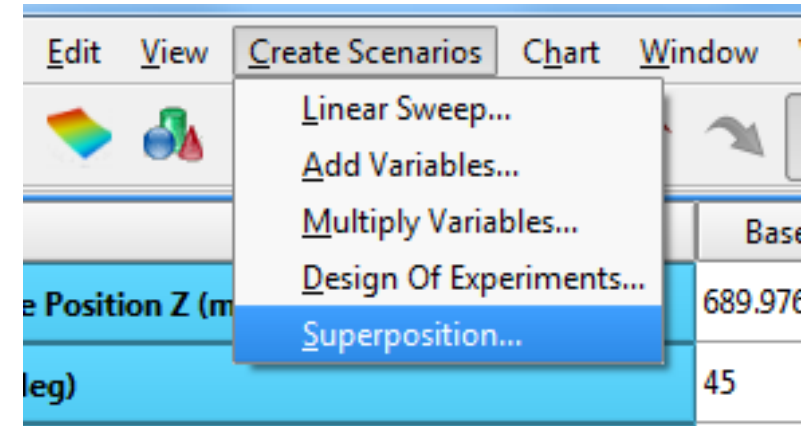 Edit View Create Scenarios Chart Window
Linear Sweep...
Add Variables...
Multiply Variables...
Base
Design Of Experiments...
e Position Z (m
689.976
Superposition...
leg)
45